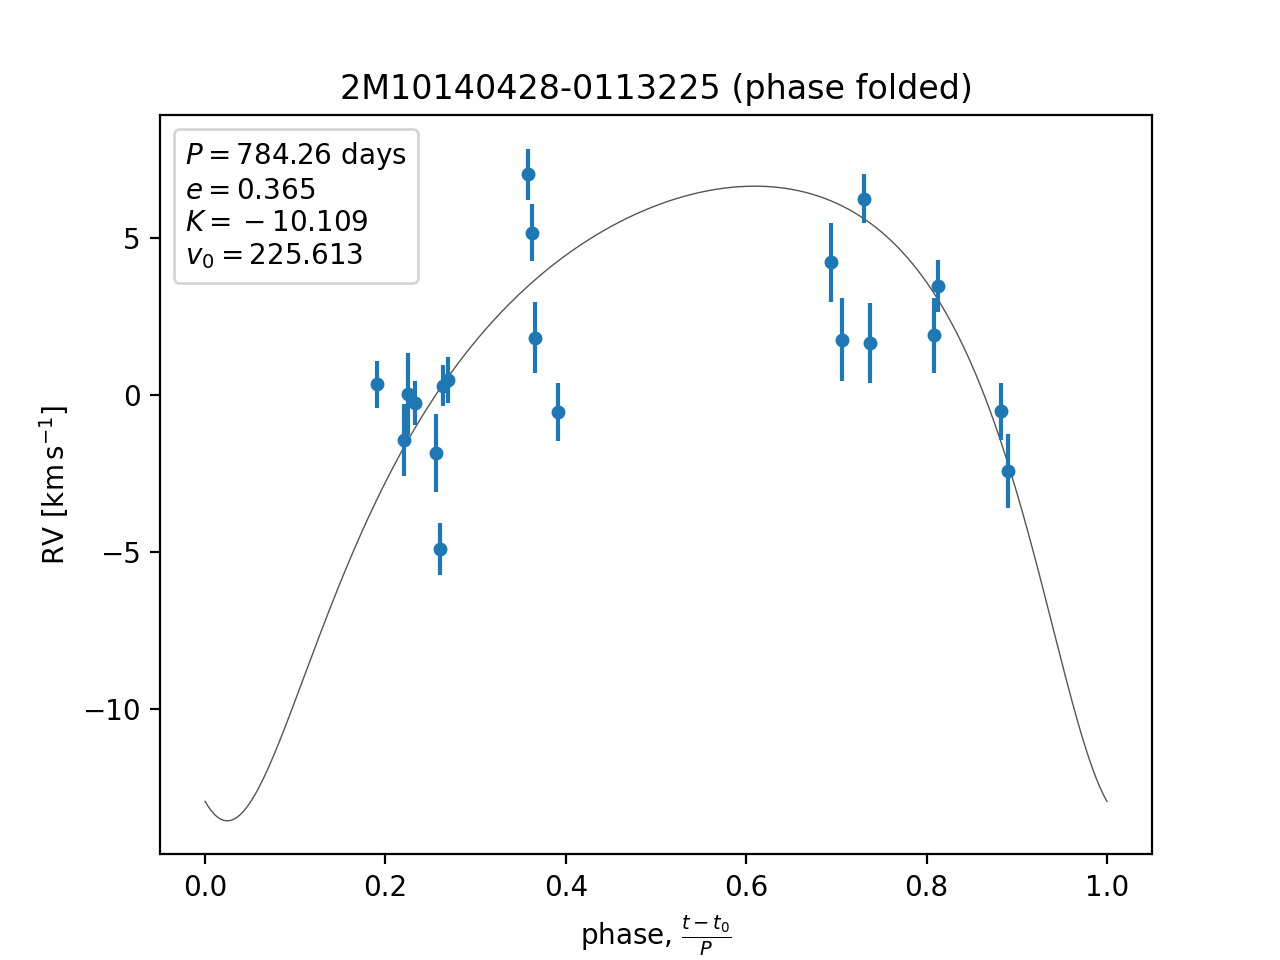 2M10140428-0113225 (phase folded)
P = 784.26 days
e = 0.365
K = −10.109
v₀ = 225.613
RV [km s⁻¹]
5
0
−5
−10
0.0 0.2 0.4 0.6 0.8 1.0
phase, (t − t₀)/P